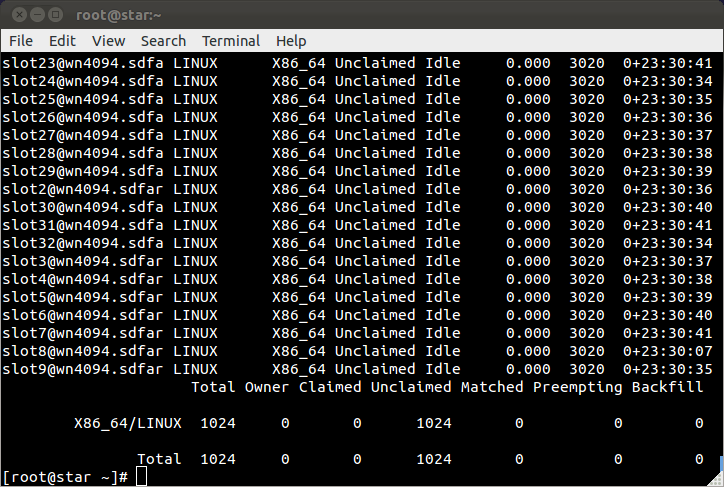 root@star:~
File Edit View Search Terminal Help
slot23@wn4094.sdfa LINUX      X86_64 Unclaimed Idle     0.000  3020  0+23:30:41
slot24@wn4094.sdfa LINUX      X86_64 Unclaimed Idle     0.000  3020  0+23:30:34
slot25@wn4094.sdfa LINUX      X86_64 Unclaimed Idle     0.000  3020  0+23:30:35
slot26@wn4094.sdfa LINUX      X86_64 Unclaimed Idle     0.000  3020  0+23:30:36
slot27@wn4094.sdfa LINUX      X86_64 Unclaimed Idle     0.000  3020  0+23:30:37
slot28@wn4094.sdfa LINUX      X86_64 Unclaimed Idle     0.000  3020  0+23:30:38
slot29@wn4094.sdfa LINUX      X86_64 Unclaimed Idle     0.000  3020  0+23:30:39
slot2@wn4094.sdfar LINUX      X86_64 Unclaimed Idle     0.000  3020  0+23:30:36
slot30@wn4094.sdfa LINUX      X86_64 Unclaimed Idle     0.000  3020  0+23:30:40
slot31@wn4094.sdfa LINUX      X86_64 Unclaimed Idle     0.000  3020  0+23:30:41
slot32@wn4094.sdfa LINUX      X86_64 Unclaimed Idle     0.000  3020  0+23:30:34
slot3@wn4094.sdfar LINUX      X86_64 Unclaimed Idle     0.000  3020  0+23:30:37
slot4@wn4094.sdfar LINUX      X86_64 Unclaimed Idle     0.000  3020  0+23:30:38
slot5@wn4094.sdfar LINUX      X86_64 Unclaimed Idle     0.000  3020  0+23:30:39
slot6@wn4094.sdfar LINUX      X86_64 Unclaimed Idle     0.000  3020  0+23:30:40
slot7@wn4094.sdfar LINUX      X86_64 Unclaimed Idle     0.000  3020  0+23:30:41
slot8@wn4094.sdfar LINUX      X86_64 Unclaimed Idle     0.000  3020  0+23:30:07
slot9@wn4094.sdfar LINUX      X86_64 Unclaimed Idle     0.000  3020  0+23:30:35
                     Total Owner Claimed Unclaimed Matched Preempting Backfill
        X86_64/LINUX  1024     0       0      1024       0          0        0
               Total  1024     0       0      1024       0          0        0
[root@star ~]#